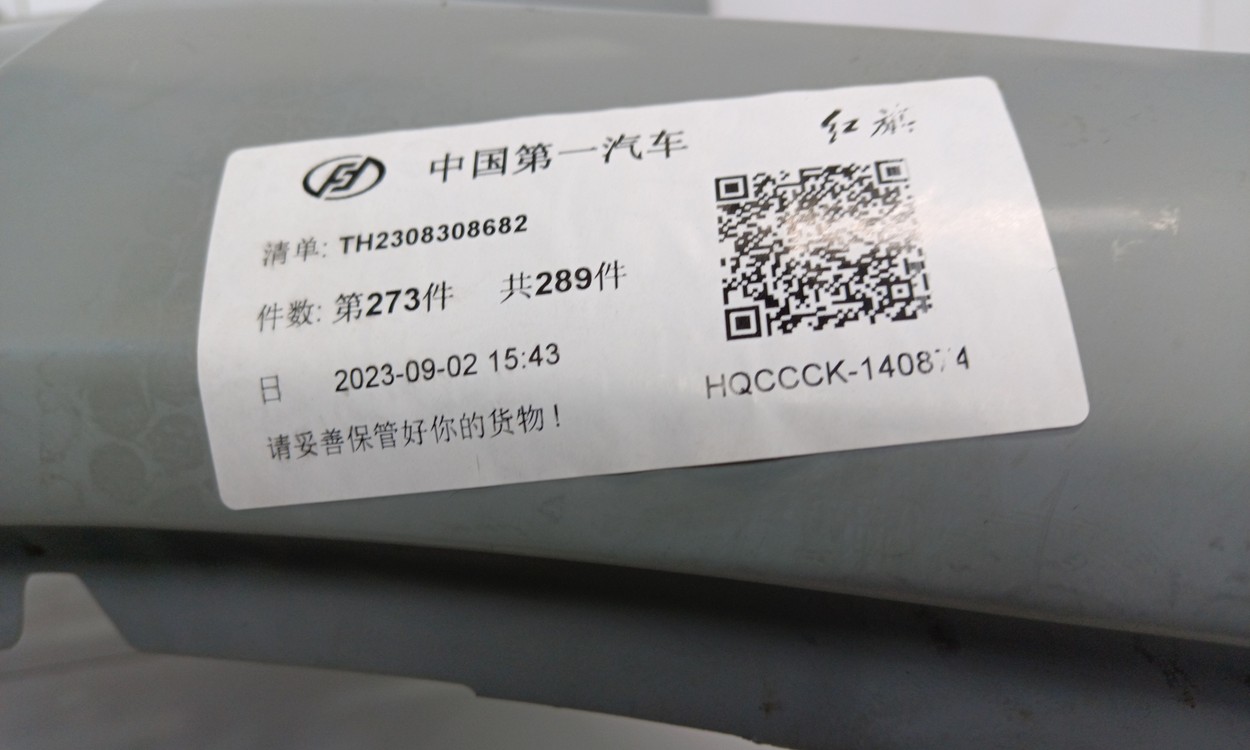 中国第一汽车
红旗
清单: TH2308308682
件数: 第273件 共289件
日 2023-09-02 15:43
请妥善保管好你的货物!